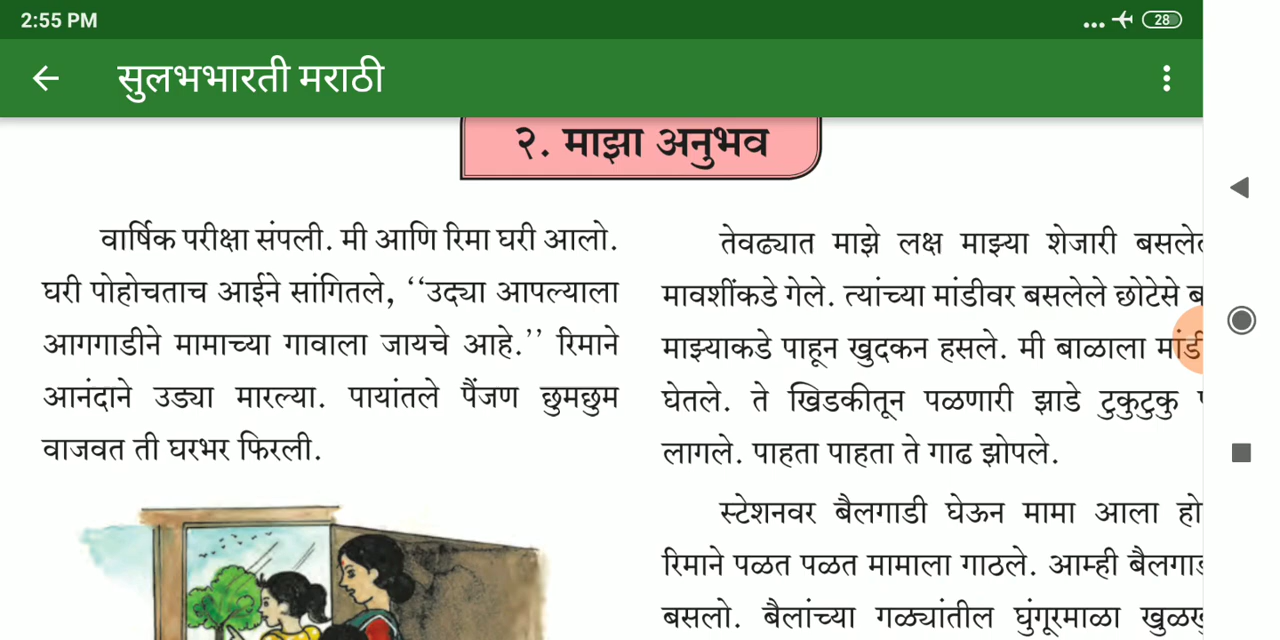 2:55 PM
28
सुलभभारती मराठी
२. माझा अनुभव
वार्षिक परीक्षा संपली. मी आणि रिमा घरी आलो.
घरी पोहोचताच आईने सांगितले, ‘‘उद्या आपल्याला
आगगाडीने मामाच्या गावाला जायचे आहे.’’ रिमाने
आनंदाने उड्या मारल्या. पायांतले पैंजण छुमछुम
वाजवत ती घरभर फिरली.
तेवढ्यात माझे लक्ष माझ्या शेजारी
मावशींकडे गेले. त्यांच्या मांडीवर बसलेले छोटेसे
माझ्याकडे पाहून खुदकन हसले. मी बाळाला
घेतले. ते खिडकीतून पळणारी झाडे टुकुटुकु
लागले. पाहता पाहता ते गाढ झोपले.
स्टेशनवर बैलगाडी घेऊन मामा आला
रिमाने पळत पळत मामाला गाठले. आम्ही
बसलो. बैलांच्या गळ्यांतील घुंगूरमाळा